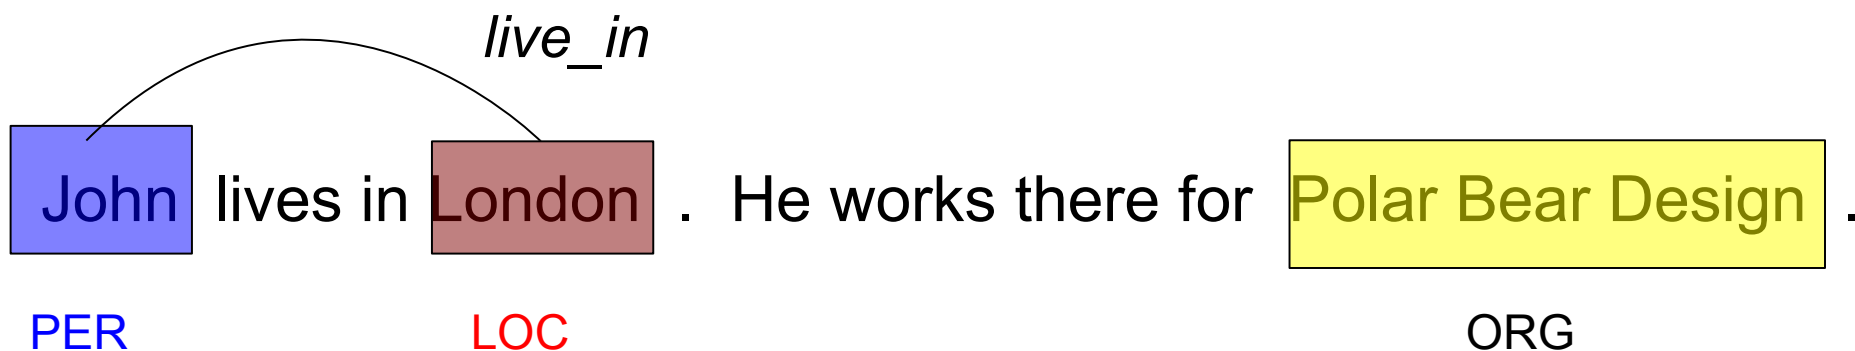 live_in
John lives in London . He works there for Polar Bear Design .
PER LOC ORG